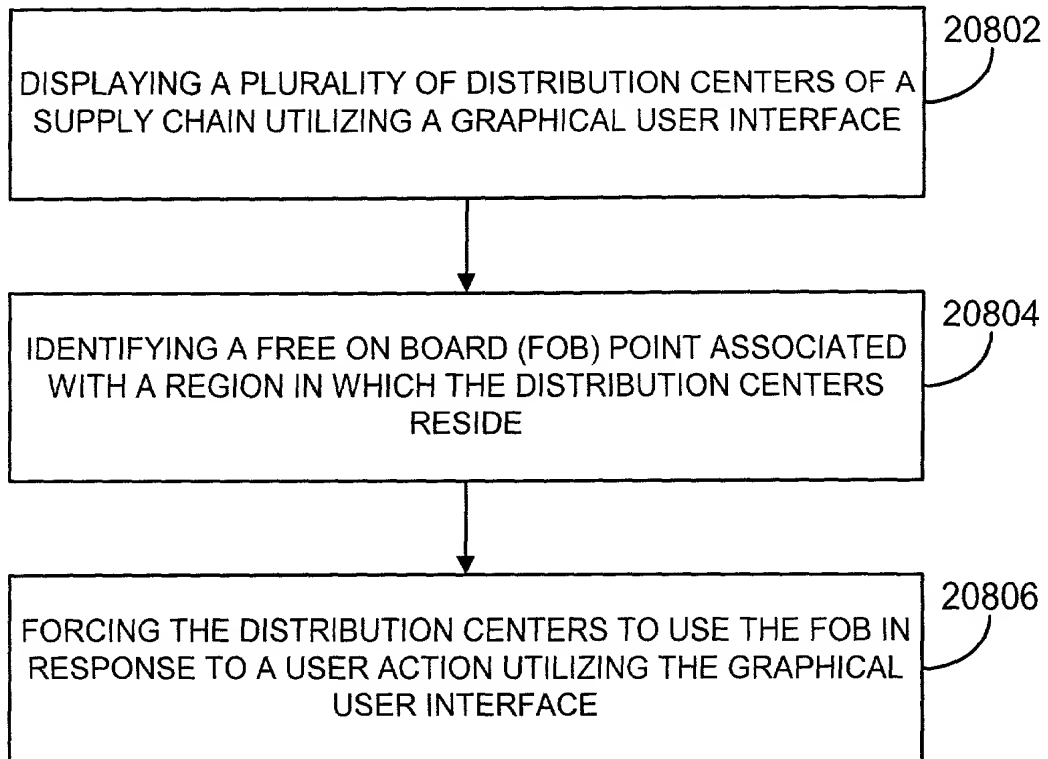 20802
DISPLAYING A PLURALITY OF DISTRIBUTION CENTERS OF A
SUPPLY CHAIN UTILIZING A GRAPHICAL USER INTERFACE
20804
IDENTIFYING A FREE ON BOARD (FOB) POINT ASSOCIATED
WITH A REGION IN WHICH THE DISTRIBUTION CENTERS
RESIDE
20806
FORCING THE DISTRIBUTION CENTERS TO USE THE FOB IN
RESPONSE TO A USER ACTION UTILIZING THE GRAPHICAL
USER INTERFACE